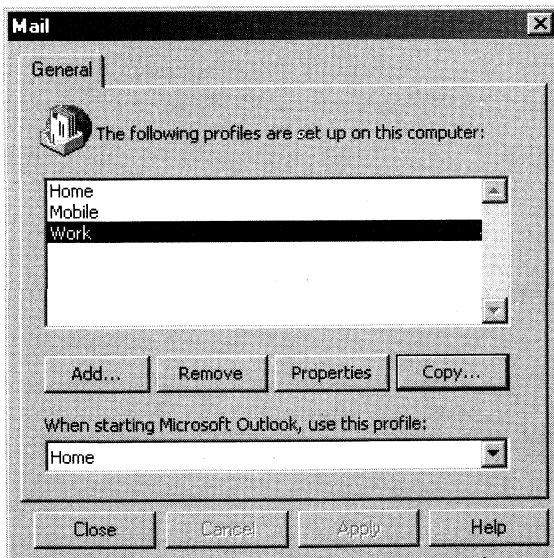 Mail
General
The following profiles are set up on this computer:
Home
Mobile
Work
Add... Remove Properties Copy...
When starting Microsoft Outlook, use this profile:
Home
Close Cancel Apply Help